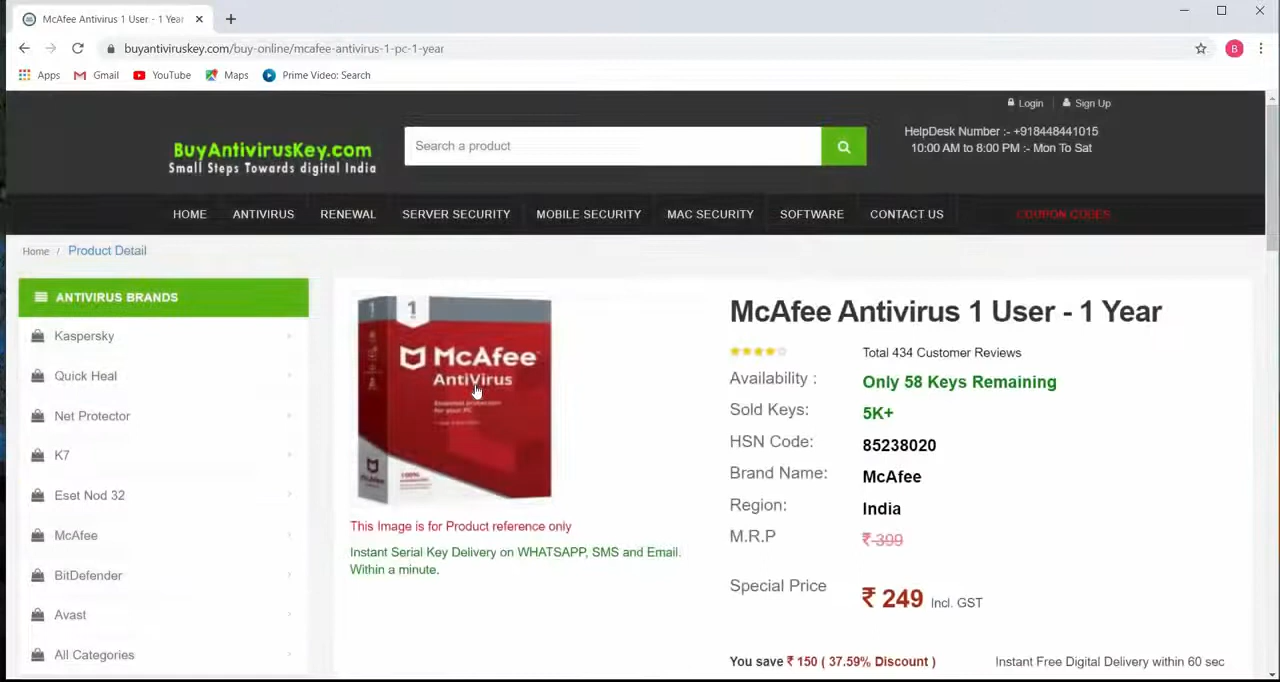 McAfee Antivirus 1 User - 1 Year
buyantiviruskey.com/buy-online/mcafee-antivirus-1-pc-1-year
B
Apps Gmail YouTube Maps Prime Video: Search
Login Sign Up
BuyAntivirusKey.com
Small Steps Towards digital India
Search a product
HelpDesk Number :- +918448441015
10:00 AM to 8:00 PM :- Mon To Sat
HOME ANTIVIRUS RENEWAL SERVER SECURITY MOBILE SECURITY MAC SECURITY SOFTWARE CONTACT US COUPON CODES
Home / Product Detail
ANTIVIRUS BRANDS
Kaspersky
Quick Heal
Net Protector
K7
Eset Nod 32
McAfee
BitDefender
Avast
All Categories
1
1
McAfee
AntiVirus
Essential protection
for your PC
McAfee
This Image is for Product reference only
Instant Serial Key Delivery on WHATSAPP, SMS and Email.
Within a minute.
McAfee Antivirus 1 User - 1 Year
Total 434 Customer Reviews
Availability : Only 58 Keys Remaining
Sold Keys: 5K+
HSN Code: 85238020
Brand Name: McAfee
Region: India
M.R.P ₹ 399
Special Price ₹ 249 Incl. GST
You save ₹ 150 ( 37.59% Discount ) Instant Free Digital Delivery within 60 sec